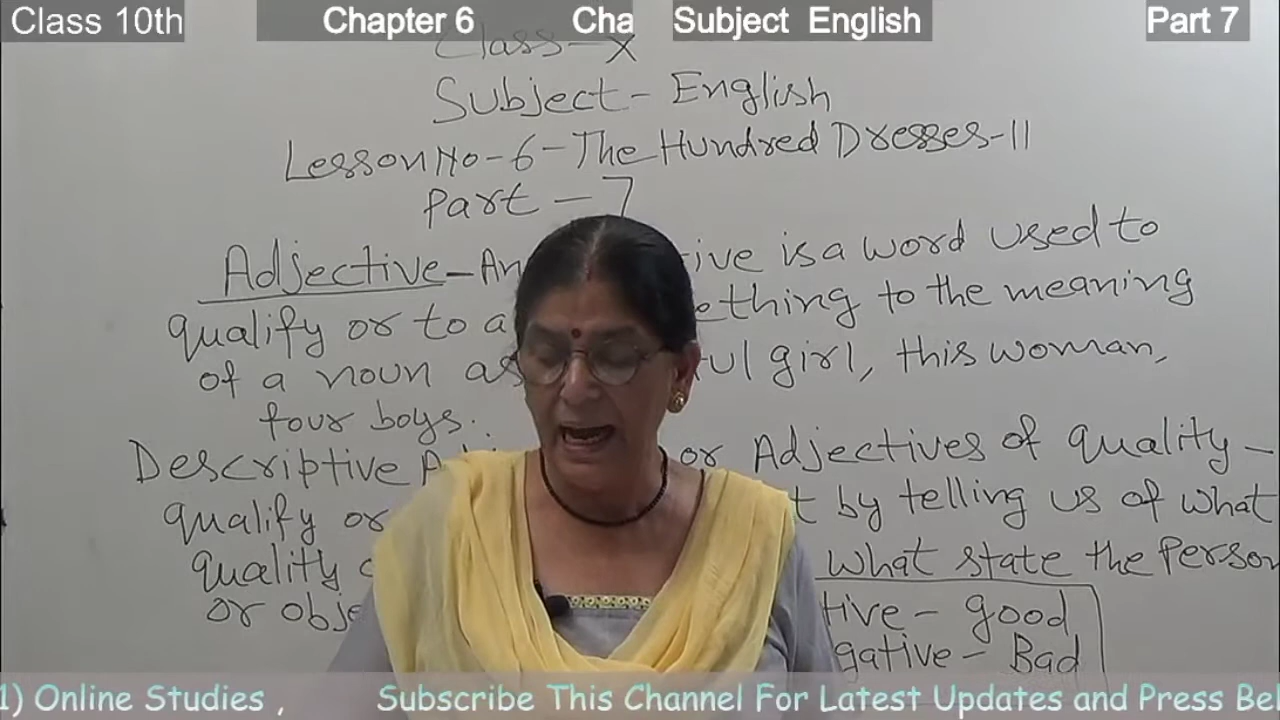 Class 10th Chapter 6 Cha Subject English Part 7
Class - X
Subject - English
Lesson No - 6 - The Hundred Dresses - II
Part - 7
Adjective - An ive is a word used to
qualify or to a ething to the meaning
of a noun as ul girl, this woman,
four boys.
Descriptive A or Adjectives of quality -
qualify or t by telling us of what
quality what state the Person
or obje tive - good
gative - Bad
1) Online Studies , Subscribe This Channel For Latest Updates and Press Bel